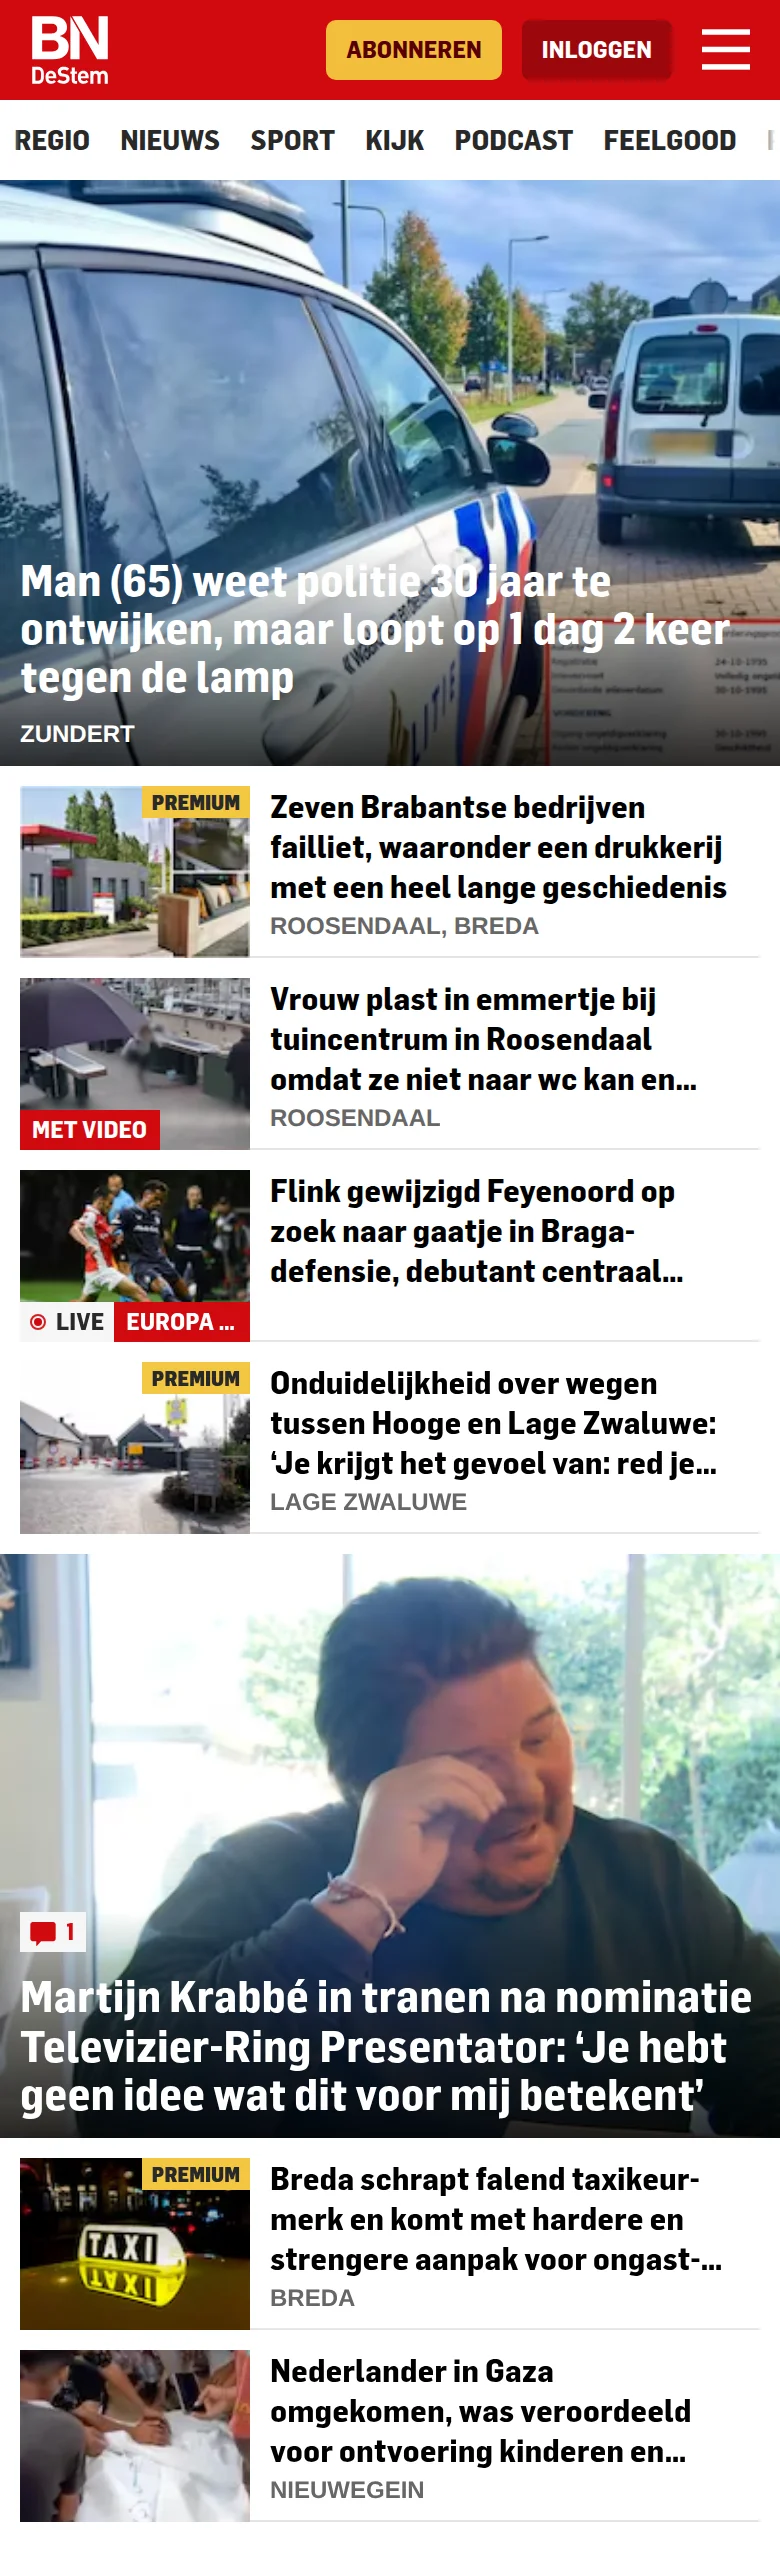 BN
DeStem
ABONNEREN
INLOGGEN
REGIO NIEUWS SPORT KIJK PODCAST FEELGOOD
Man (65) weet politie 30 jaar te
ontwijken, maar loopt op 1 dag 2 keer
tegen de lamp
ZUNDERT
PREMIUM
Zeven Brabantse bedrijven
failliet, waaronder een drukkerij
met een heel lange geschiedenis
ROOSENDAAL, BREDA
Vrouw plast in emmertje bij
tuincentrum in Roosendaal
omdat ze niet naar wc kan en...
ROOSENDAAL
MET VIDEO
Flink gewijzigd Feyenoord op
zoek naar gaatje in Braga-
defensie, debutant centraal...
LIVE EUROPA ...
PREMIUM
Onduidelijkheid over wegen
tussen Hooge en Lage Zwaluwe:
‘Je krijgt het gevoel van: red je...
LAGE ZWALUWE
1
Martijn Krabbé in tranen na nominatie
Televizier-Ring Presentator: ‘Je hebt
geen idee wat dit voor mij betekent’
PREMIUM
TAXI
Breda schrapt falend taxikeur-
merk en komt met hardere en
strengere aanpak voor ongast-...
BREDA
Nederlander in Gaza
omgekomen, was veroordeeld
voor ontvoering kinderen en...
NIEUWEGEIN